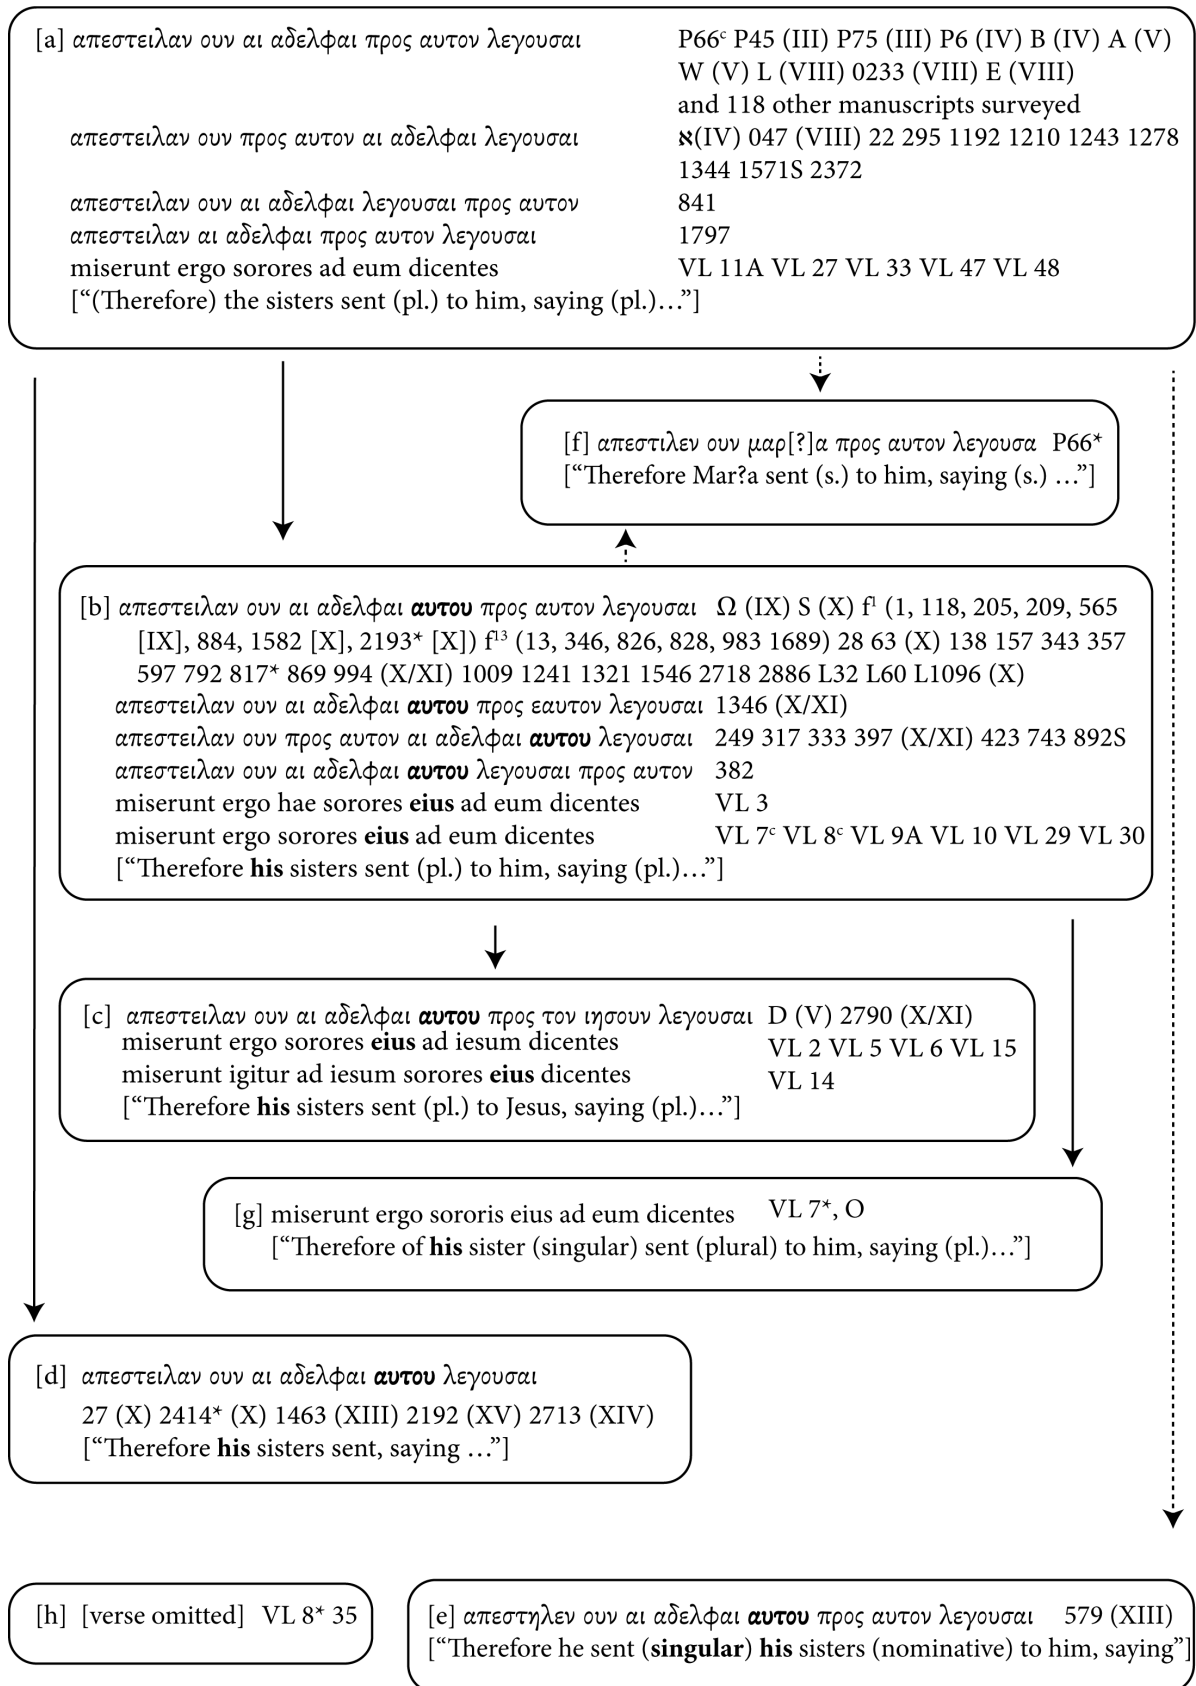 [a] απεστειλαν ουν αι αδελφαι προς αυτον λεγουσαι P66ᶜ P45 (III) P75 (III) P6 (IV) B (IV) A (V)
W (V) L (VIII) 0233 (VIII) E (VIII)
and 118 other manuscripts surveyed
απεστειλαν ουν προς αυτον αι αδελφαι λεγουσαι ℵ(IV) 047 (VIII) 22 295 1192 1210 1243 1278
1344 1571S 2372
απεστειλαν ουν αι αδελφαι λεγουσαι προς αυτον 841
απεστειλαν αι αδελφαι προς αυτον λεγουσαι 1797
miserunt ergo sorores ad eum dicentes VL 11A VL 27 VL 33 VL 47 VL 48
[“(Therefore) the sisters sent (pl.) to him, saying (pl.)…”]
[f] απεστιλεν ουν μαρ[?]α προς αυτον λεγουσα P66*
[“Therefore Mar?a sent (s.) to him, saying (s.) …”]
[b] απεστειλαν ουν αι αδελφαι αυτου προς αυτον λεγουσαι Ω (IX) S (X) f¹ (1, 118, 205, 209, 565
[IX], 884, 1582 [X], 2193* [X]) f¹³ (13, 346, 826, 828, 983 1689) 28 63 (X) 138 157 343 357
597 792 817* 869 994 (X/XI) 1009 1241 1321 1546 2718 2886 L32 L60 L1096 (X)
απεστειλαν ουν αι αδελφαι αυτου προς εαυτον λεγουσαι 1346 (X/XI)
απεστειλαν ουν προς αυτον αι αδελφαι αυτου λεγουσαι 249 317 333 397 (X/XI) 423 743 892S
απεστειλαν ουν αι αδελφαι αυτου λεγουσαι προς αυτον 382
miserunt ergo hae sorores eius ad eum dicentes VL 3
miserunt ergo sorores eius ad eum dicentes VL 7ᶜ VL 8ᶜ VL 9A VL 10 VL 29 VL 30
[“Therefore his sisters sent (pl.) to him, saying (pl.)…”]
[c] απεστειλαν ουν αι αδελφαι αυτου προς τον ιησουν λεγουσαι D (V) 2790 (X/XI)
miserunt ergo sorores eius ad iesum dicentes VL 2 VL 5 VL 6 VL 15
miserunt igitur ad iesum sorores eius dicentes VL 14
[“Therefore his sisters sent (pl.) to Jesus, saying (pl.)…”]
[g] miserunt ergo sororis eius ad eum dicentes VL 7*, O
[“Therefore of his sister (singular) sent (plural) to him, saying (pl.)…”]
[d] απεστειλαν ουν αι αδελφαι αυτου λεγουσαι
27 (X) 2414* (X) 1463 (XIII) 2192 (XV) 2713 (XIV)
[“Therefore his sisters sent, saying …”]
[h] [verse omitted] VL 8* 35
[e] απεστηλεν ουν αι αδελφαι αυτου προς αυτον λεγουσαι 579 (XIII)
[“Therefore he sent (singular) his sisters (nominative) to him, saying”]